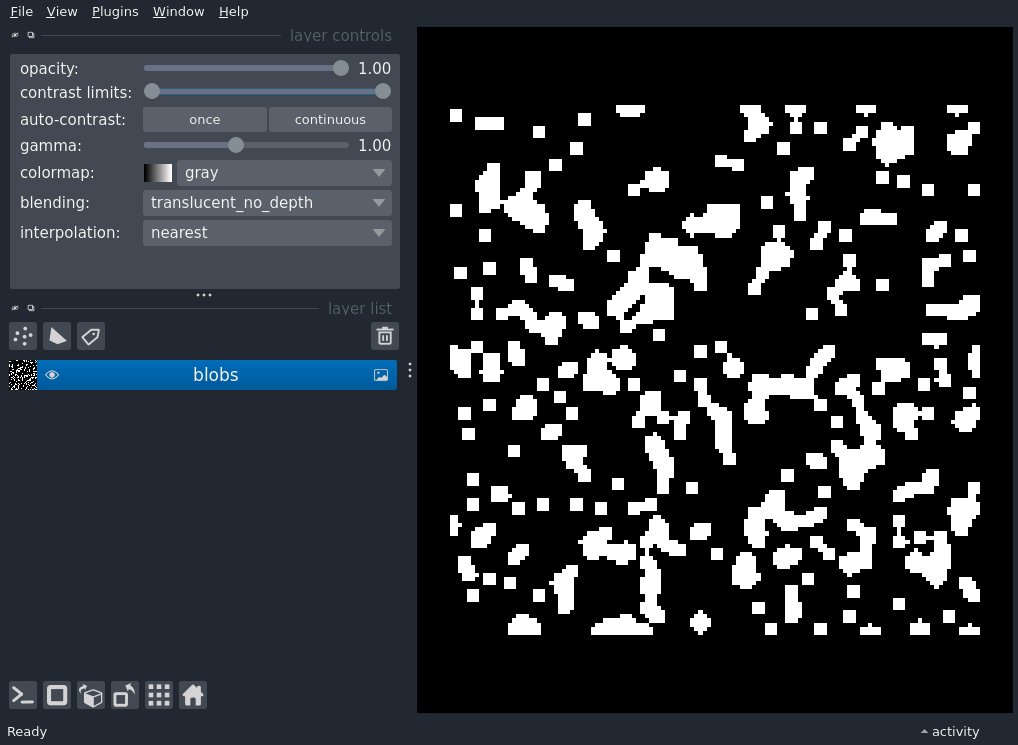 File View Plugins Window Help
layer controls
opacity: 1.00
contrast limits:
auto-contrast: once continuous
gamma: 1.00
colormap: gray
blending: translucent_no_depth
interpolation: nearest
layer list
blobs
Ready
activity